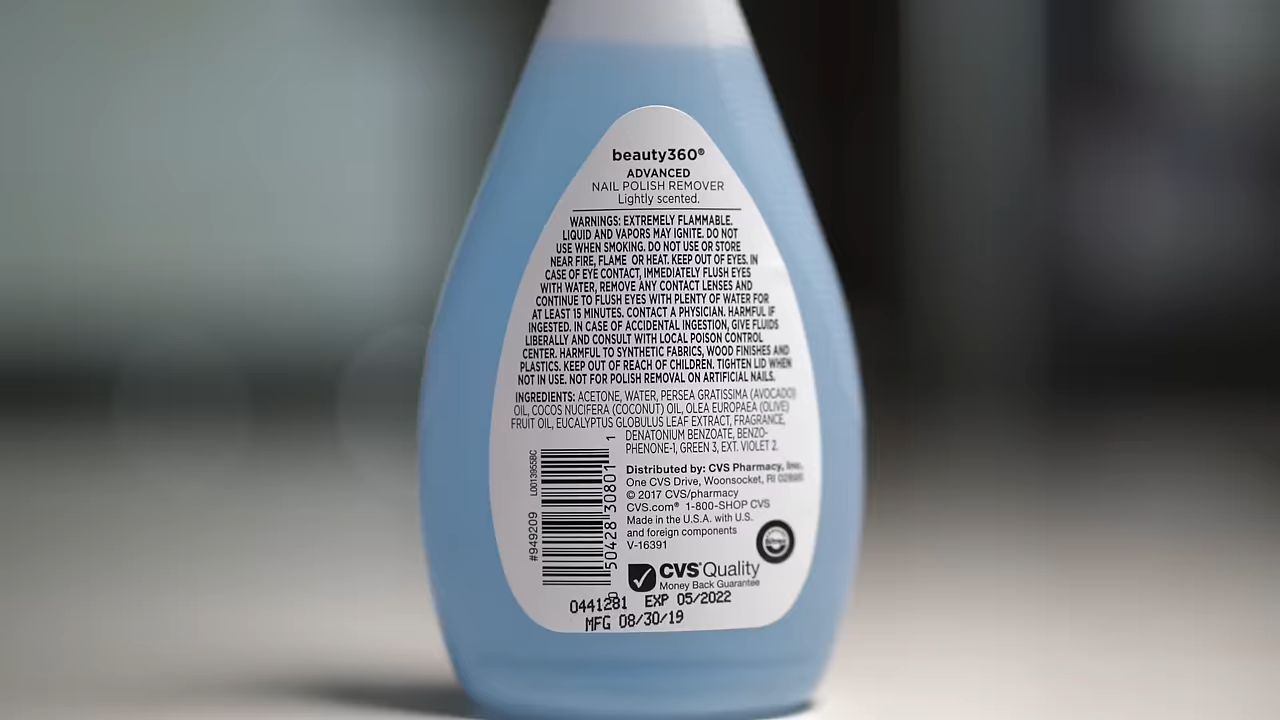 beauty360®
ADVANCED
NAIL POLISH REMOVER
Lightly scented.
WARNINGS: EXTREMELY FLAMMABLE.
LIQUID AND VAPORS MAY IGNITE. DO NOT
USE WHEN SMOKING. DO NOT USE OR STORE
NEAR FIRE, FLAME OR HEAT. KEEP OUT OF EYES. IN
CASE OF EYE CONTACT, IMMEDIATELY FLUSH EYES
WITH WATER, REMOVE ANY CONTACT LENSES AND
CONTINUE TO FLUSH EYES WITH PLENTY OF WATER FOR
AT LEAST 15 MINUTES. CONTACT A PHYSICIAN. HARMFUL IF
INGESTED. IN CASE OF ACCIDENTAL INGESTION, GIVE FLUIDS
LIBERALLY AND CONSULT WITH LOCAL POISON CONTROL
CENTER. HARMFUL TO SYNTHETIC FABRICS, WOOD FINISHES AND
PLASTICS. KEEP OUT OF REACH OF CHILDREN. TIGHTEN LID WHEN
NOT IN USE. NOT FOR POLISH REMOVAL ON ARTIFICIAL NAILS.
INGREDIENTS: ACETONE, WATER, PERSEA GRATISSIMA (AVOCADO)
OIL, COCOS NUCIFERA (COCONUT) OIL, OLEA EUROPAEA (OLIVE)
FRUIT OIL, EUCALYPTUS GLOBULUS LEAF EXTRACT, FRAGRANCE,
DENATONIUM BENZOATE, BENZO-
PHENONE-1, GREEN 3, EXT. VIOLET 2.
#949209 L0013955BC
0 50428 30801 1
Distributed by: CVS Pharmacy, Inc.
One CVS Drive, Woonsocket, RI
© 2017 CVS/pharmacy
CVS.com® 1-800-SHOP CVS
Made in the U.S.A. with U.S.
and foreign components
V-16391
CVS® Quality
Money Back Guarantee
0441281 EXP 05/2022
MFG 08/30/19